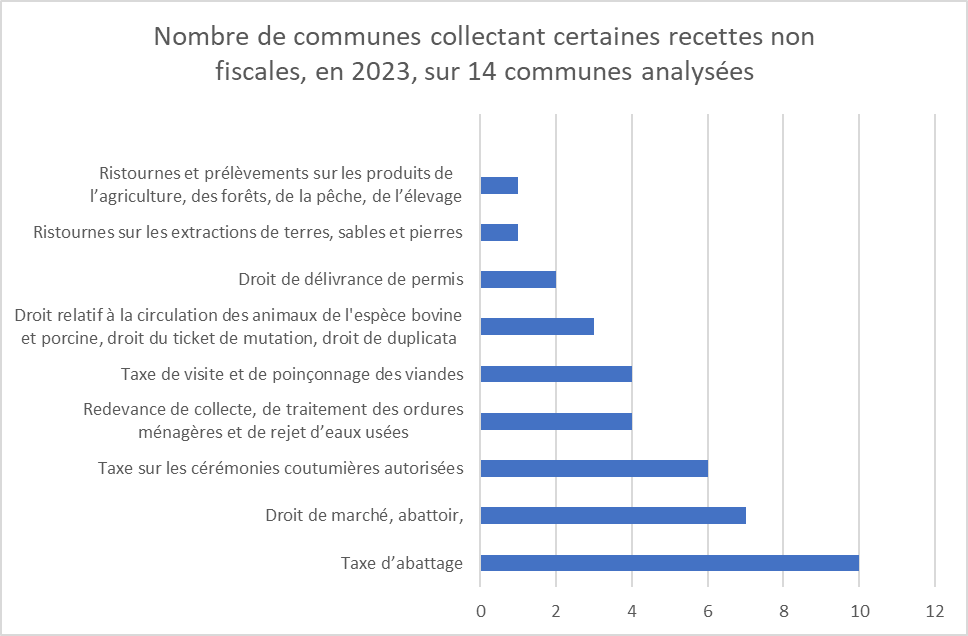 Nombre de communes collectant certaines recettes non
fiscales, en 2023, sur 14 communes analysées
Ristournes et prélèvements sur les produits de
l’agriculture, des forêts, de la pêche, de l’élevage
Ristournes sur les extractions de terres, sables et pierres
Droit de délivrance de permis
Droit relatif à la circulation des animaux de l'espèce bovine
et porcine, droit du ticket de mutation, droit de duplicata
Taxe de visite et de poinçonnage des viandes
Redevance de collecte, de traitement des ordures
ménagères et de rejet d’eaux usées
Taxe sur les cérémonies coutumières autorisées
Droit de marché, abattoir,
Taxe d’abattage
0 2 4 6 8 10 12